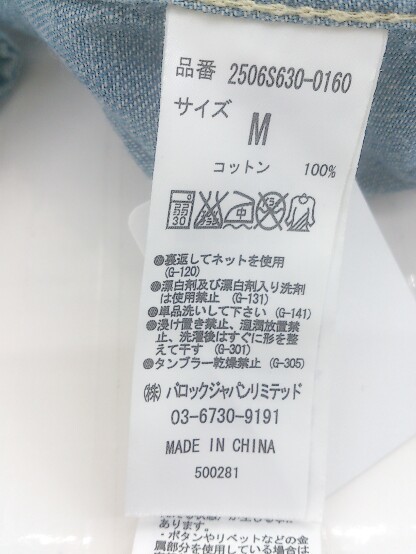 品番 2506S630-0160
サイズ
M
コットン 100%
30
中
●裏返してネットを使用
(G-120)
●漂白剤及び漂白剤入り洗剤
は使用禁止 (G-131)
●単品洗いして下さい (G-141)
●浸け置き禁止、湿潤放置禁
止、洗濯後はすぐに形を整
えて干す (G-301)
●タンブラー乾燥禁止 (G-305)
(株) バロックジャパンリミテッド
03-6730-9191
MADE IN CHINA
500281
あります。
・ボタンやリベットなどの金
属部分を使用している場合